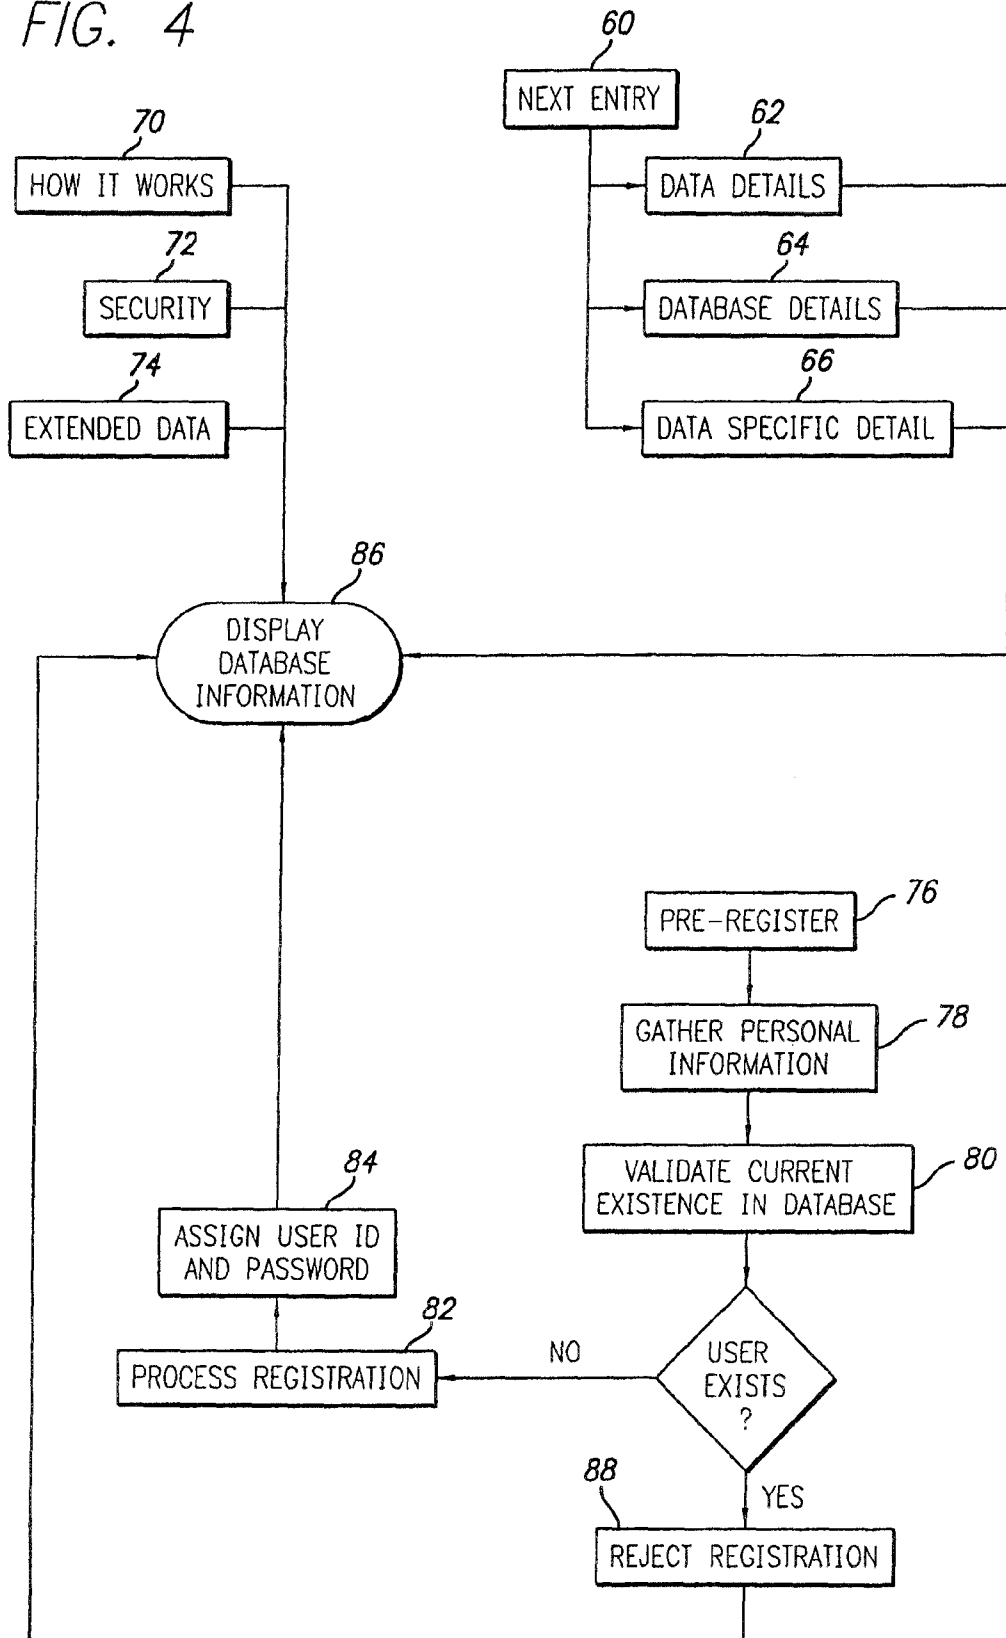 FIG. 4
60
NEXT ENTRY
70
HOW IT WORKS
62
DATA DETAILS
72
SECURITY
64
DATABASE DETAILS
74
EXTENDED DATA
66
DATA SPECIFIC DETAIL
86
DISPLAY
DATABASE
INFORMATION
76
PRE-REGISTER
78
GATHER PERSONAL
INFORMATION
80
VALIDATE CURRENT
EXISTENCE IN DATABASE
84
ASSIGN USER ID
AND PASSWORD
82
PROCESS REGISTRATION
NO
USER
EXISTS
?
YES
88
REJECT REGISTRATION